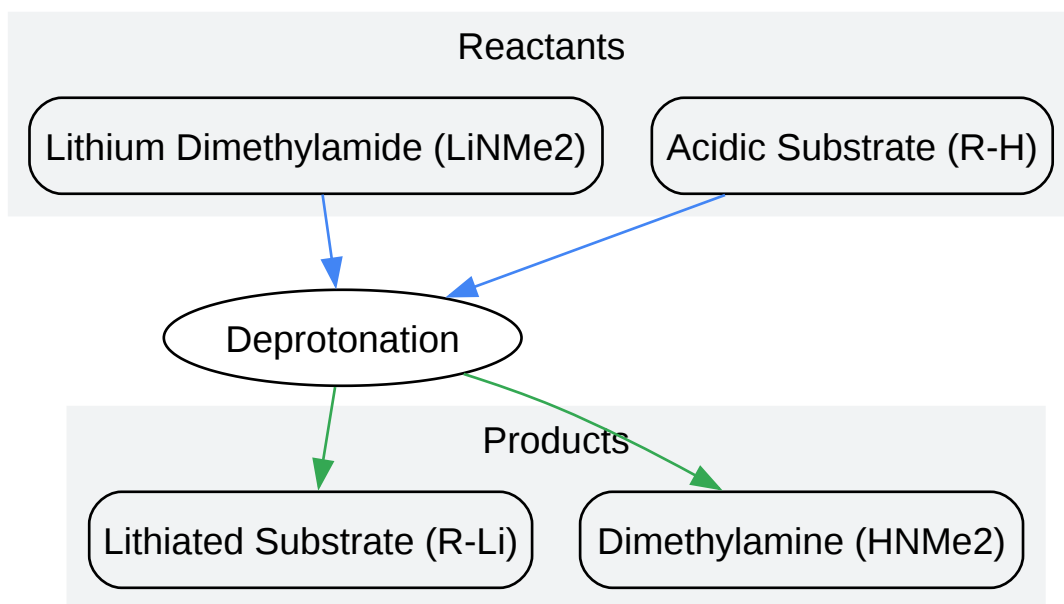 Reactants
Lithium Dimethylamide (LiNMe2)
Acidic Substrate (R-H)
Deprotonation
Products
Lithiated Substrate (R-Li)
Dimethylamine (HNMe2)